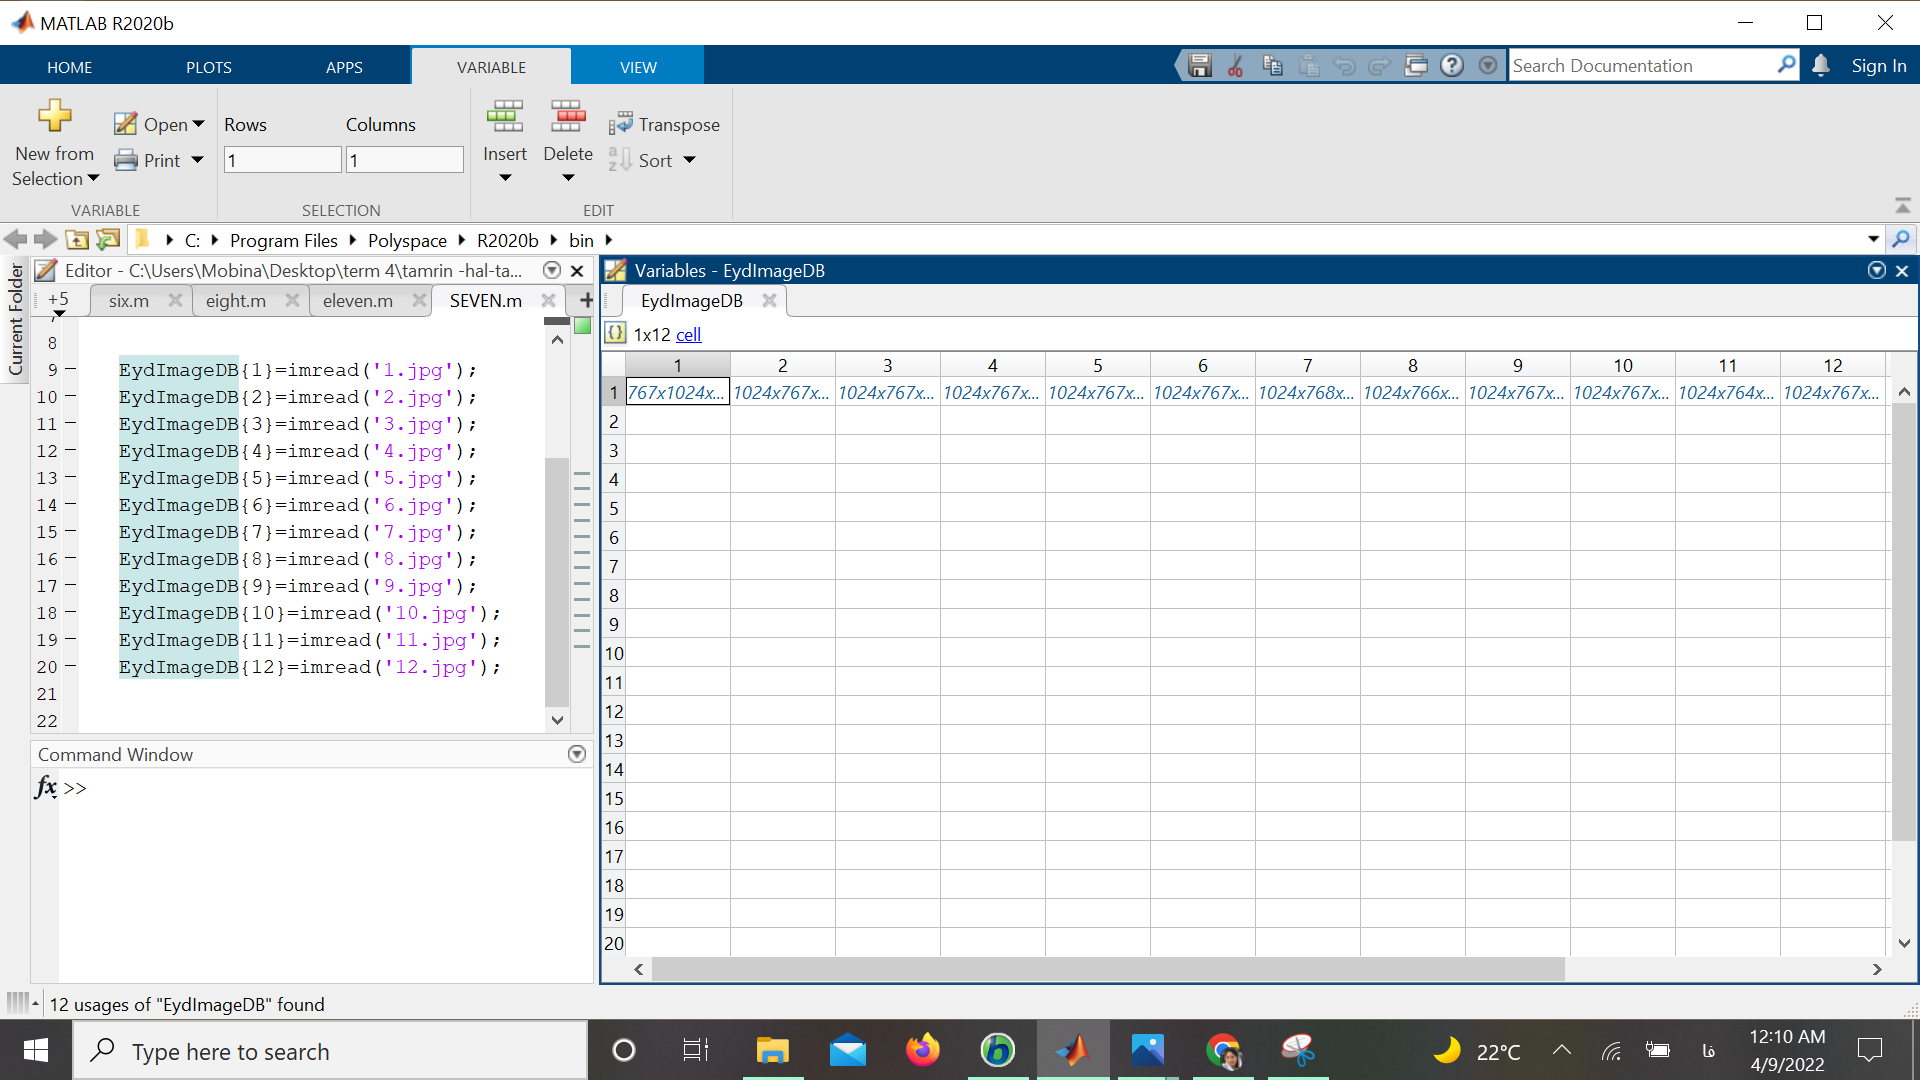 MATLAB R2020b
HOME PLOTS APPS VARIABLE VIEW
Search Documentation
Sign In
New from Selection
Open
Print
Rows Columns
1 1
Insert
Delete
Transpose
Sort
VARIABLE SELECTION EDIT
C: Program Files Polyspace R2020b bin
Current Folder
Editor - C:\Users\Mobina\Desktop\term 4\tamrin -hal-ta...
+5 six.m eight.m eleven.m SEVEN.m
8
9 EydImageDB{1}=imread('1.jpg');
10 EydImageDB{2}=imread('2.jpg');
11 EydImageDB{3}=imread('3.jpg');
12 EydImageDB{4}=imread('4.jpg');
13 EydImageDB{5}=imread('5.jpg');
14 EydImageDB{6}=imread('6.jpg');
15 EydImageDB{7}=imread('7.jpg');
16 EydImageDB{8}=imread('8.jpg');
17 EydImageDB{9}=imread('9.jpg');
18 EydImageDB{10}=imread('10.jpg');
19 EydImageDB{11}=imread('11.jpg');
20 EydImageDB{12}=imread('12.jpg');
21
22
Command Window
fx >>
Variables - EydImageDB
EydImageDB
{} 1x12 cell
1 2 3 4 5 6 7 8 9 10 11 12
1 767x1024x... 1024x767x... 1024x767x... 1024x767x... 1024x767x... 1024x767x... 1024x768x... 1024x766x... 1024x767x... 1024x767x... 1024x764x... 1024x767x...
2
3
4
5
6
7
8
9
10
11
12
13
14
15
16
17
18
19
20
12 usages of "EydImageDB" found
Type here to search
22°C
فا
12:10 AM
4/9/2022